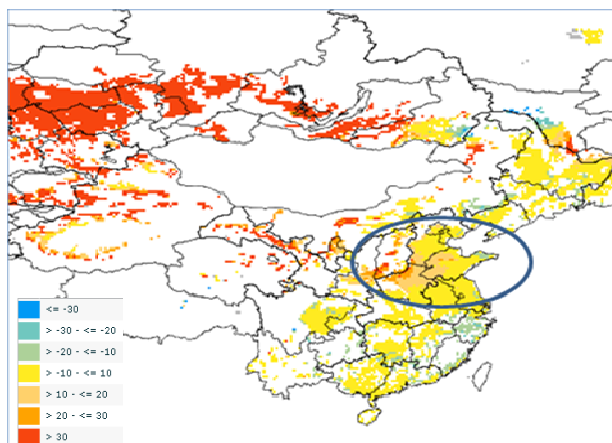 <= -30
> -30 - <= -20
> -20 - <= -10
> -10 - <= 10
> 10 - <= 20
> 20 - <= 30
> 30